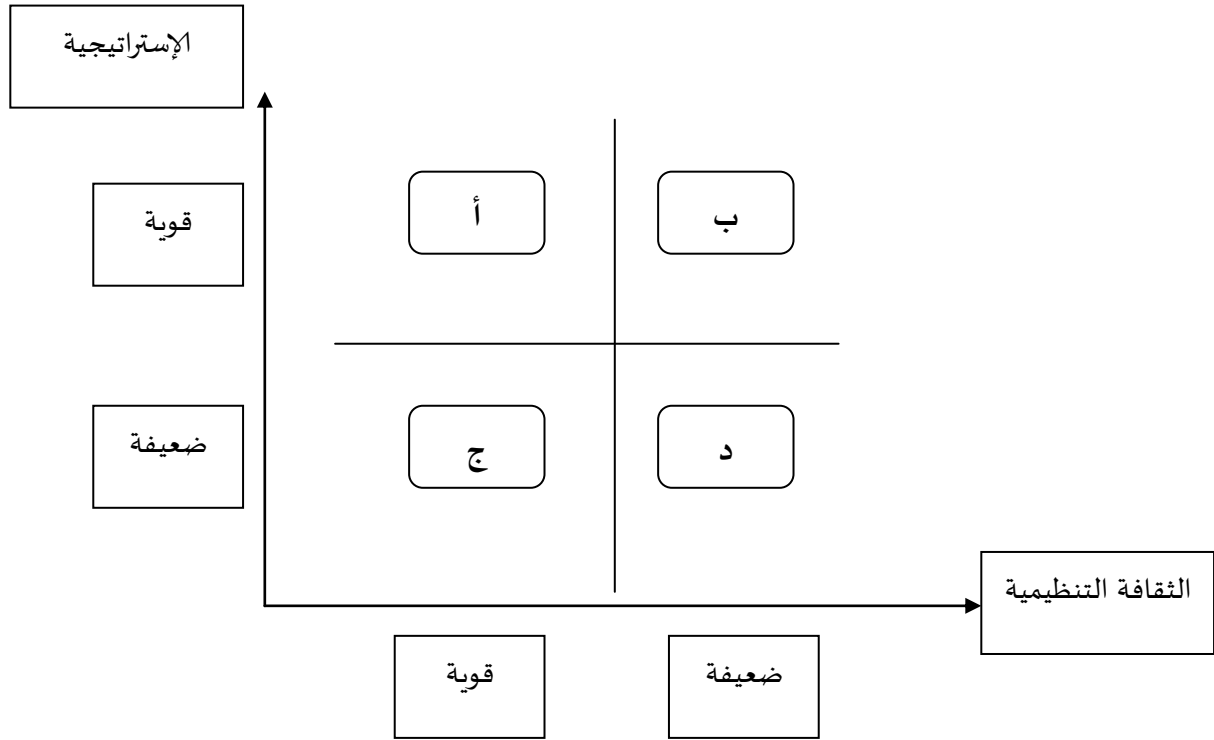 الإستراتيجية
قوية
أ
ب
ضعيفة
ج
د
الثقافة التنظيمية
قوية
ضعيفة